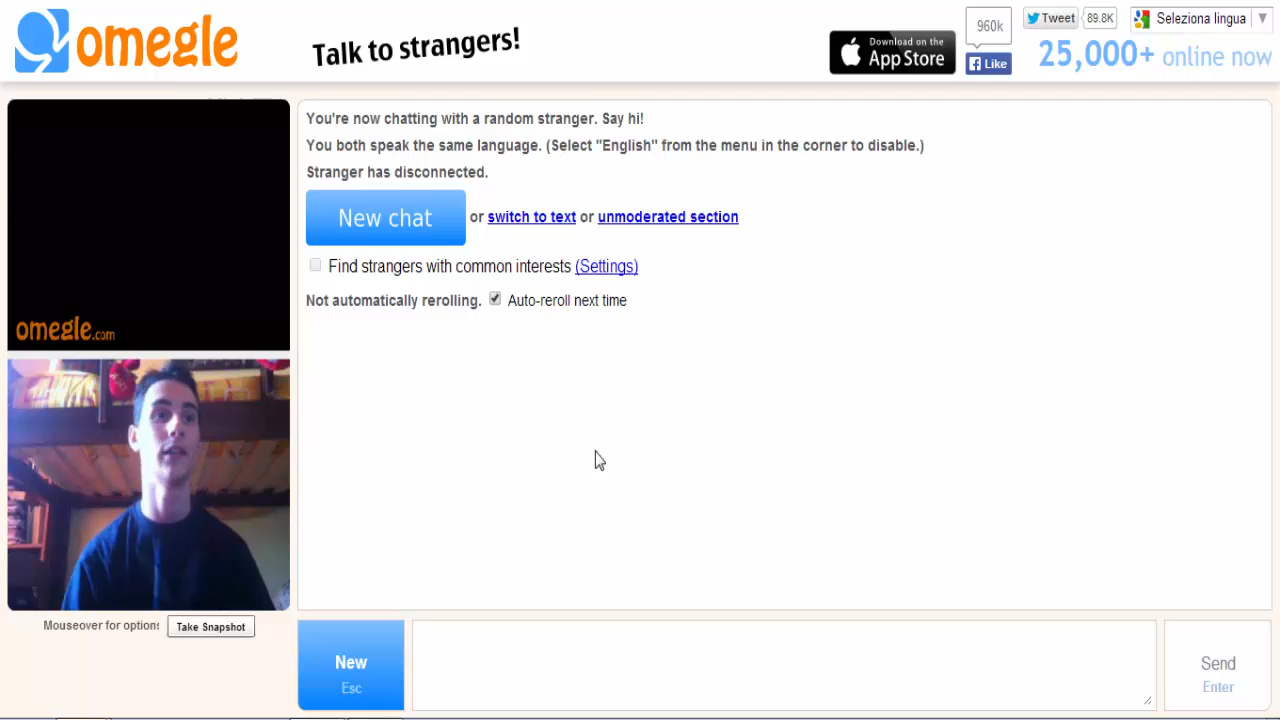 omegle
Talk to strangers!
Download on the
App Store
960k
Like
Tweet
89.8K
Seleziona lingua
25,000+ online now
You're now chatting with a random stranger. Say hi!
You both speak the same language. (Select "English" from the menu in the corner to disable.)
Stranger has disconnected.
New chat or switch to text or unmoderated section
Find strangers with common interests (Settings)
Not automatically rerolling. Auto-reroll next time
omegle.com
Mouseover for options
Take Snapshot
New
Esc
Send
Enter